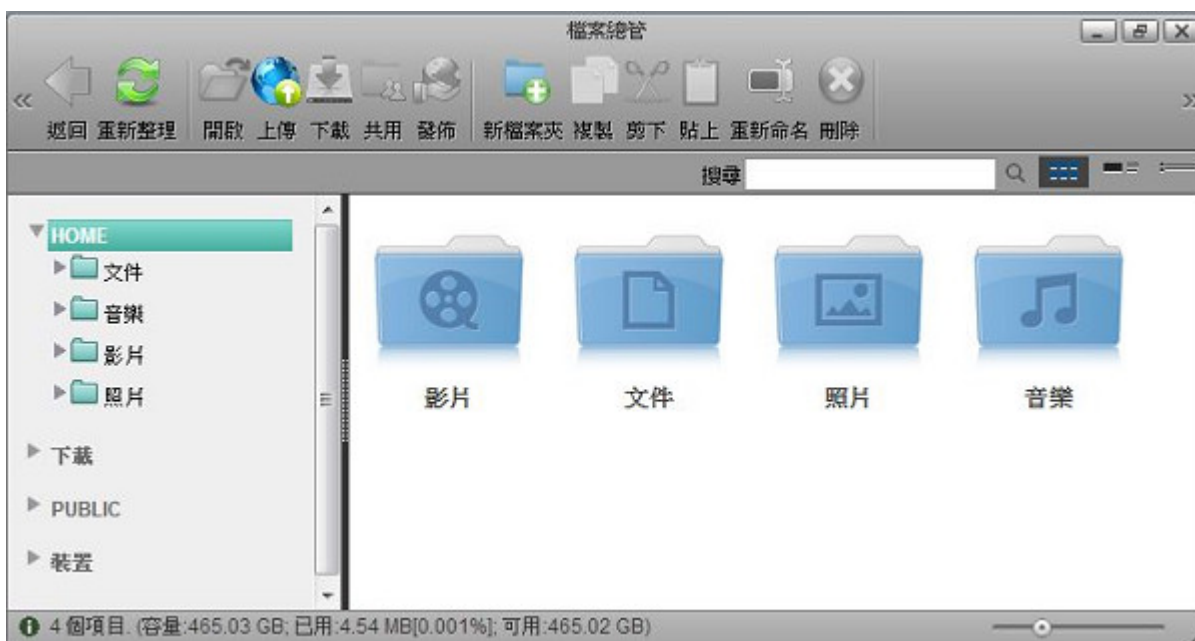 檔案總管
返回 重新整理 開啟 上傳 下載 共用 發佈 新檔案夾 複製 剪下 貼上 重新命名 刪除
搜尋
HOME
文件
音樂
影片
照片
下載
PUBLIC
裝置
影片 文件 照片 音樂
4 個項目. (容量:465.03 GB; 已用:4.54 MB[0.001%]; 可用:465.02 GB)